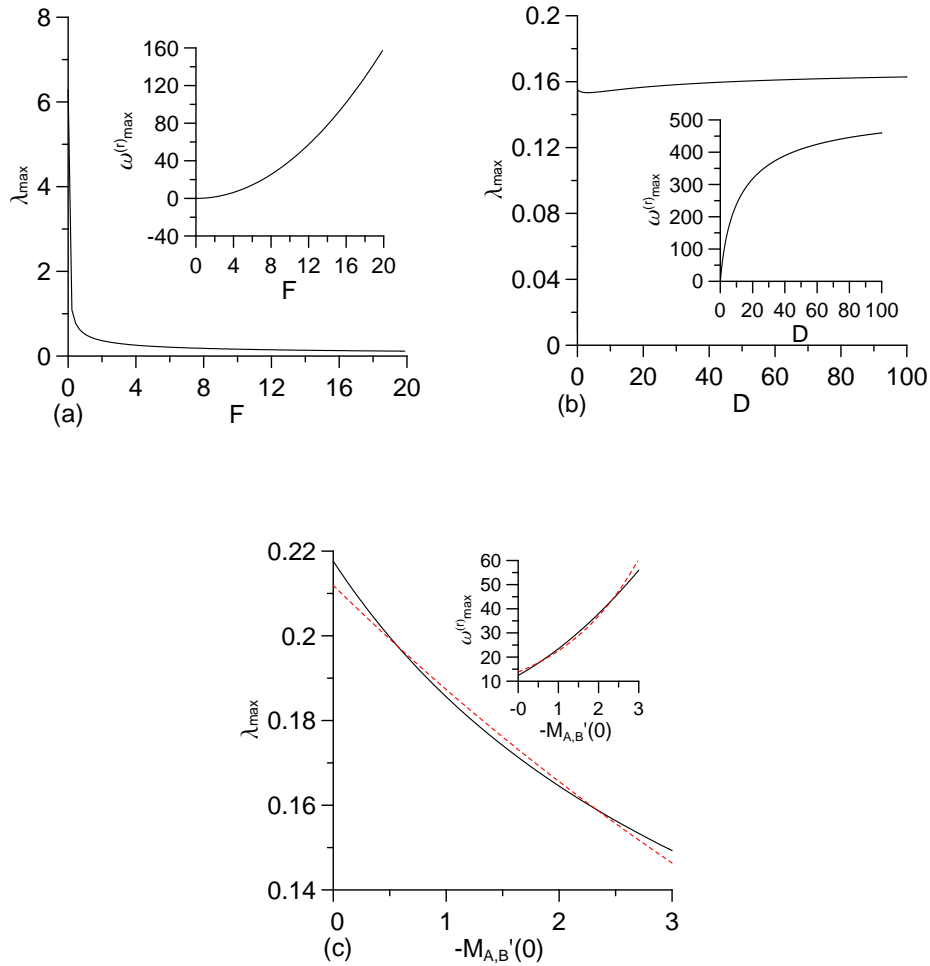 8
6
4
2
0
λmax
0 4 8 12 16 20
F
(a)
160
120
80
40
0
-40
ω(r)max
0 4 8 12 16 20
F
0.2
0.16
0.12
0.08
0.04
0
λmax
0 20 40 60 80 100
D
(b)
500
400
300
200
100
0
ω(r)max
0 20 40 60 80 100
D
0.22
0.2
0.18
0.16
0.14
λmax
0 1 2 3
-MA,B'(0)
(c)
60
50
40
30
20
10
ω(r)max
-0 1 2 3
-MA,B'(0)